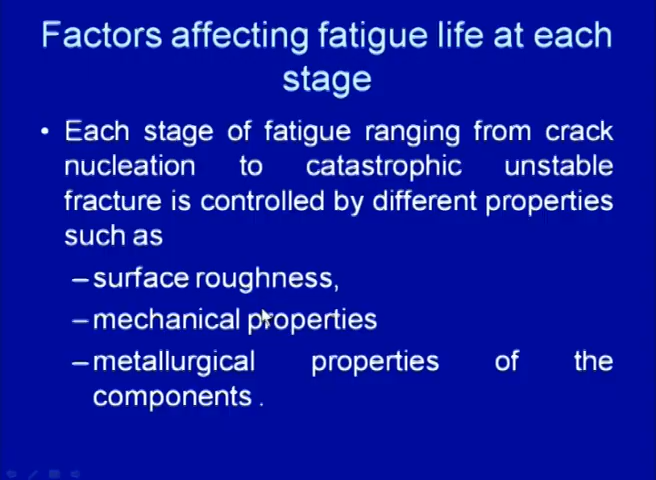 Factors affecting fatigue life at each
stage
• Each stage of fatigue ranging from crack
nucleation to catastrophic unstable
fracture is controlled by different properties
such as
– surface roughness,
– mechanical properties
– metallurgical properties of the
components .